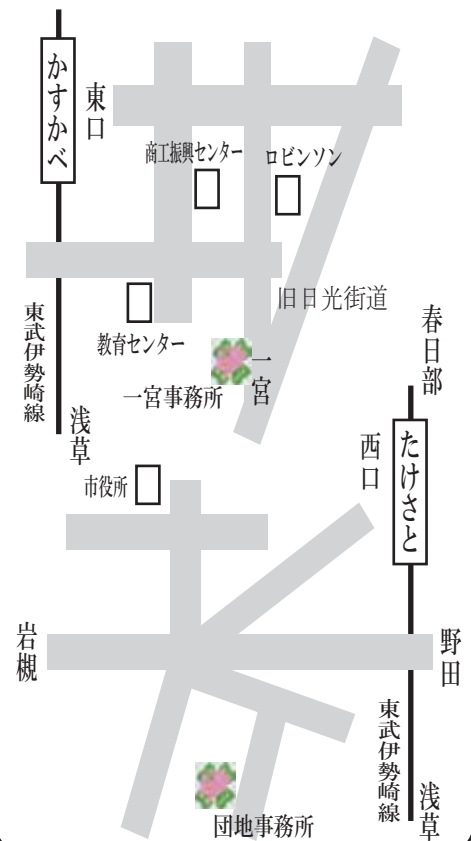 かすかべ
東口
商工振興センター
ロビンソン
旧日光街道
東武伊勢崎線
浅草
教育センター
一宮事務所
一宮
春日部
たけさと
西口
市役所
岩槻
野田
東武伊勢崎線
浅草
団地事務所